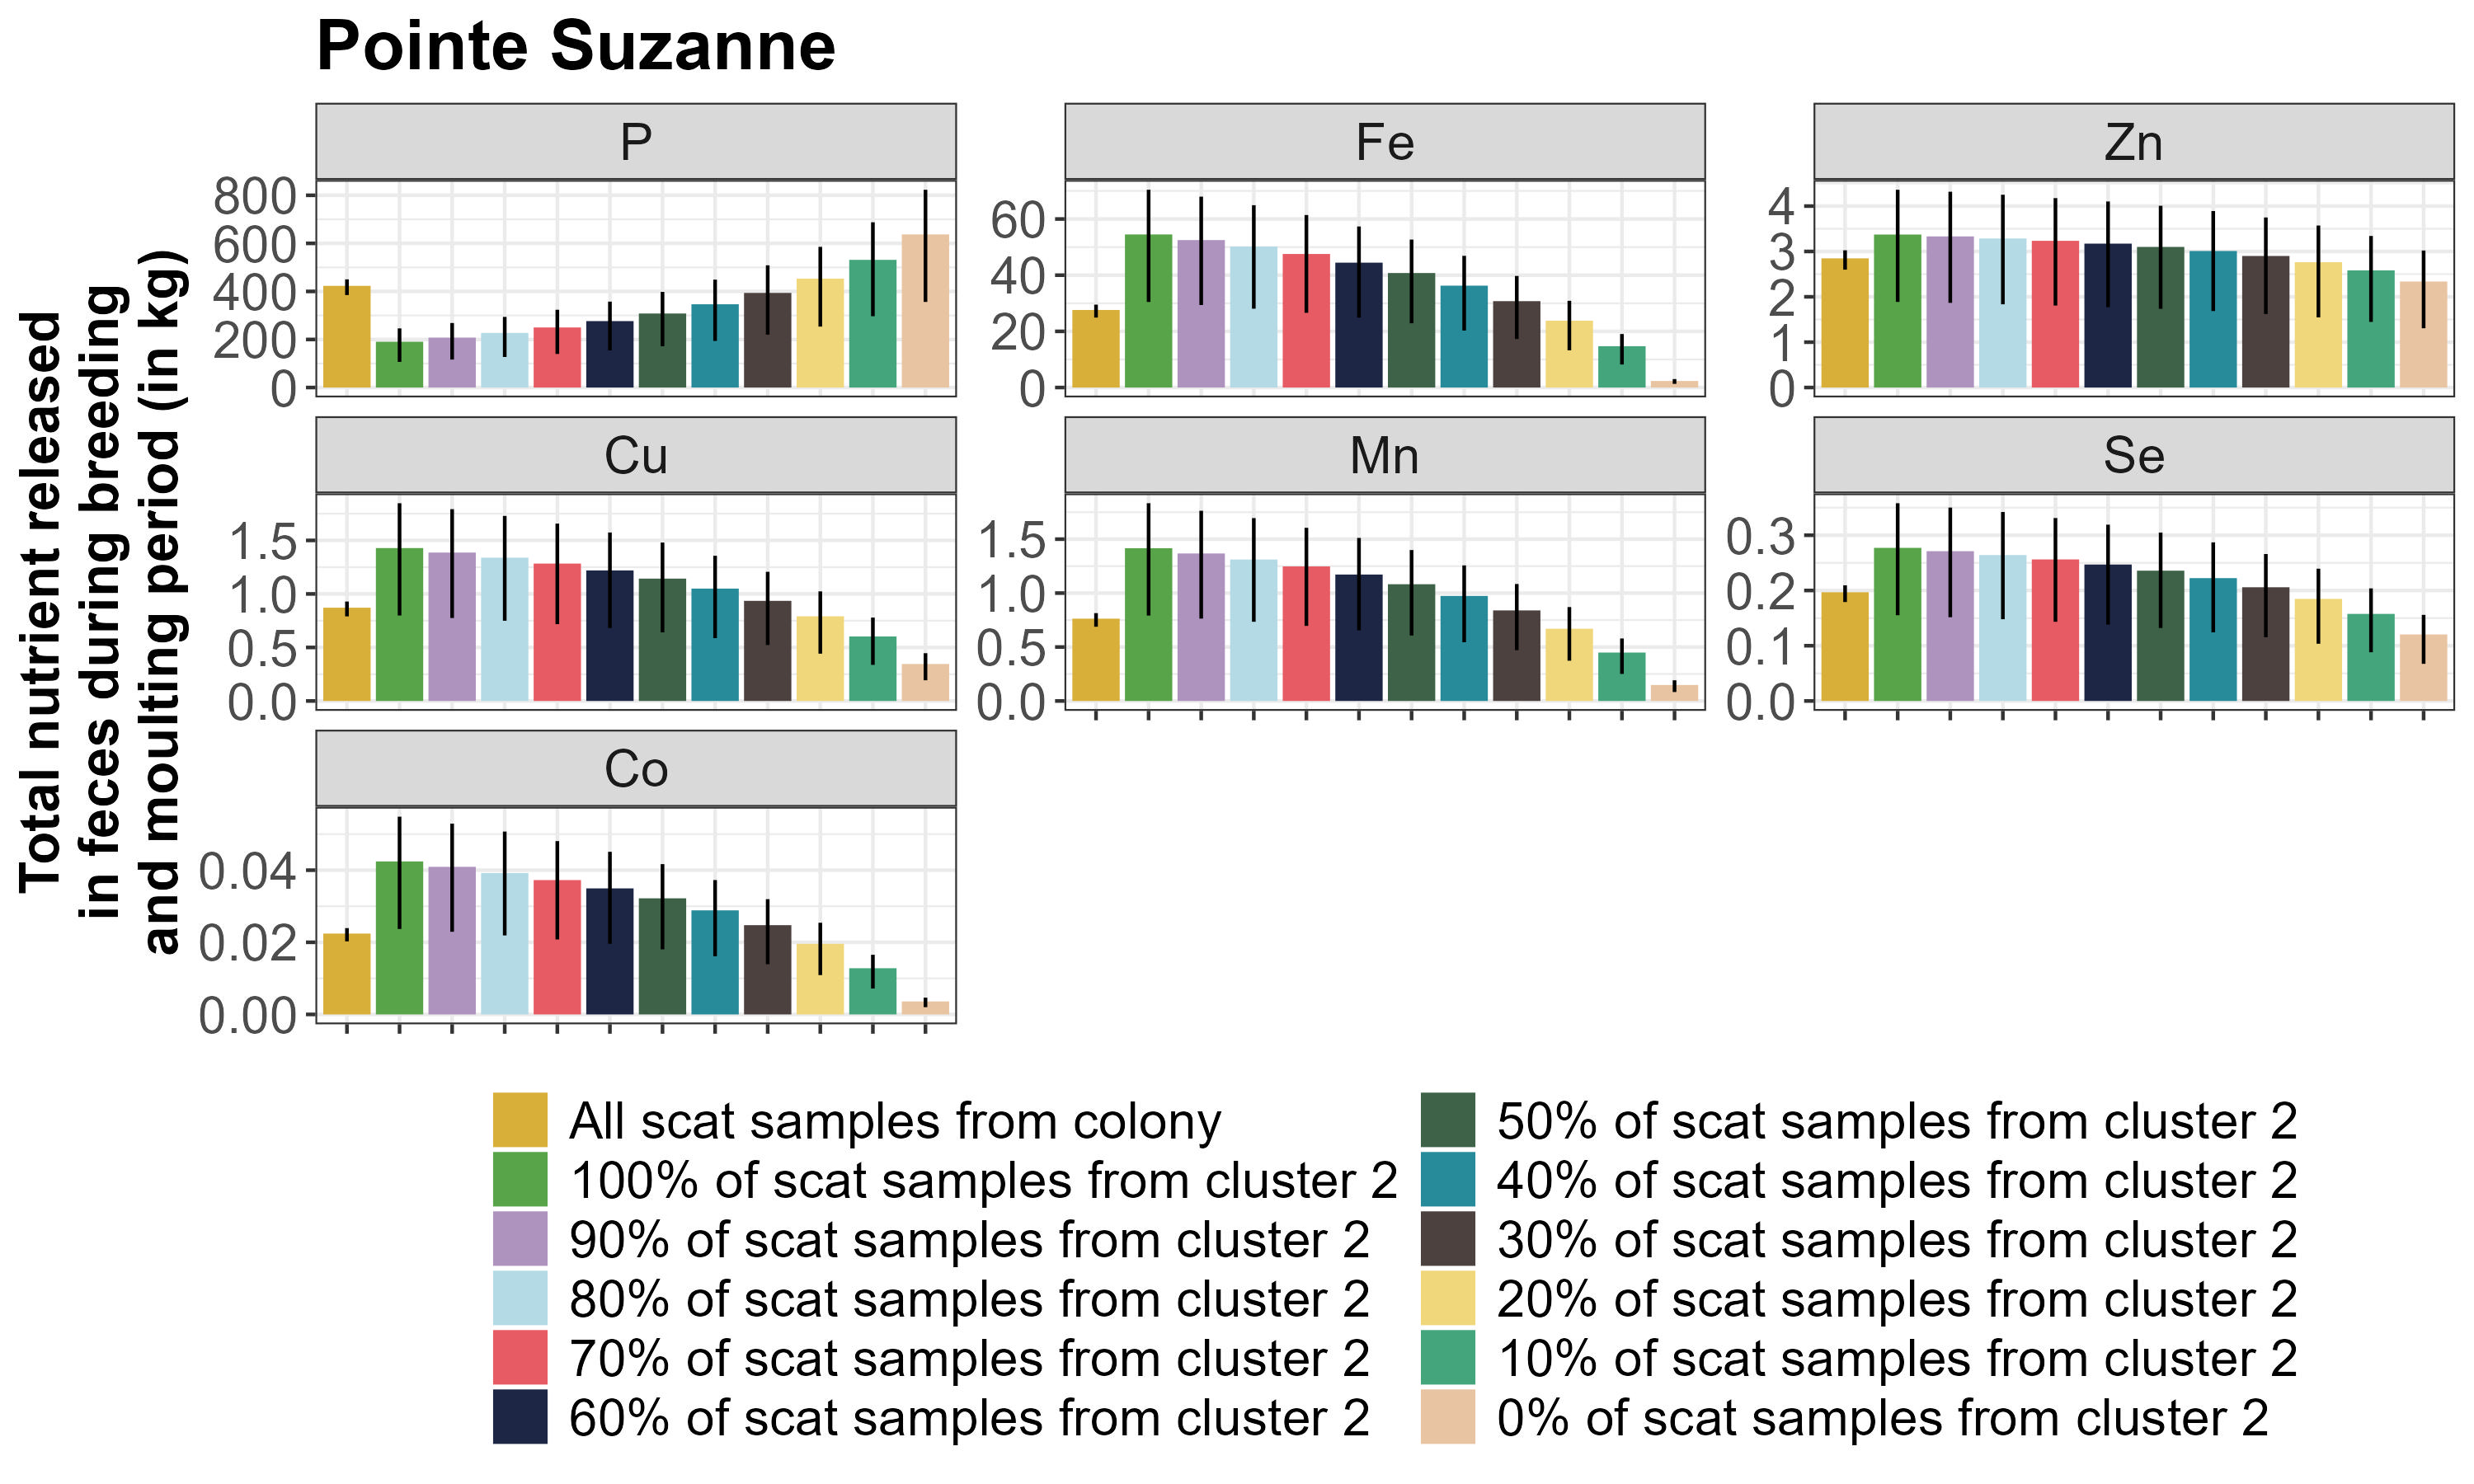 Pointe Suzanne
Total nutrient released
in feces during breeding
and moulting period (in kg)
P
800
600
400
200
0
Fe
60
40
20
0
Zn
4
3
2
1
0
Cu
1.5
1.0
0.5
0.0
Mn
1.5
1.0
0.5
0.0
Se
0.3
0.2
0.1
0.0
Co
0.04
0.02
0.00
All scat samples from colony
100% of scat samples from cluster 2
90% of scat samples from cluster 2
80% of scat samples from cluster 2
70% of scat samples from cluster 2
60% of scat samples from cluster 2
50% of scat samples from cluster 2
40% of scat samples from cluster 2
30% of scat samples from cluster 2
20% of scat samples from cluster 2
10% of scat samples from cluster 2
0% of scat samples from cluster 2